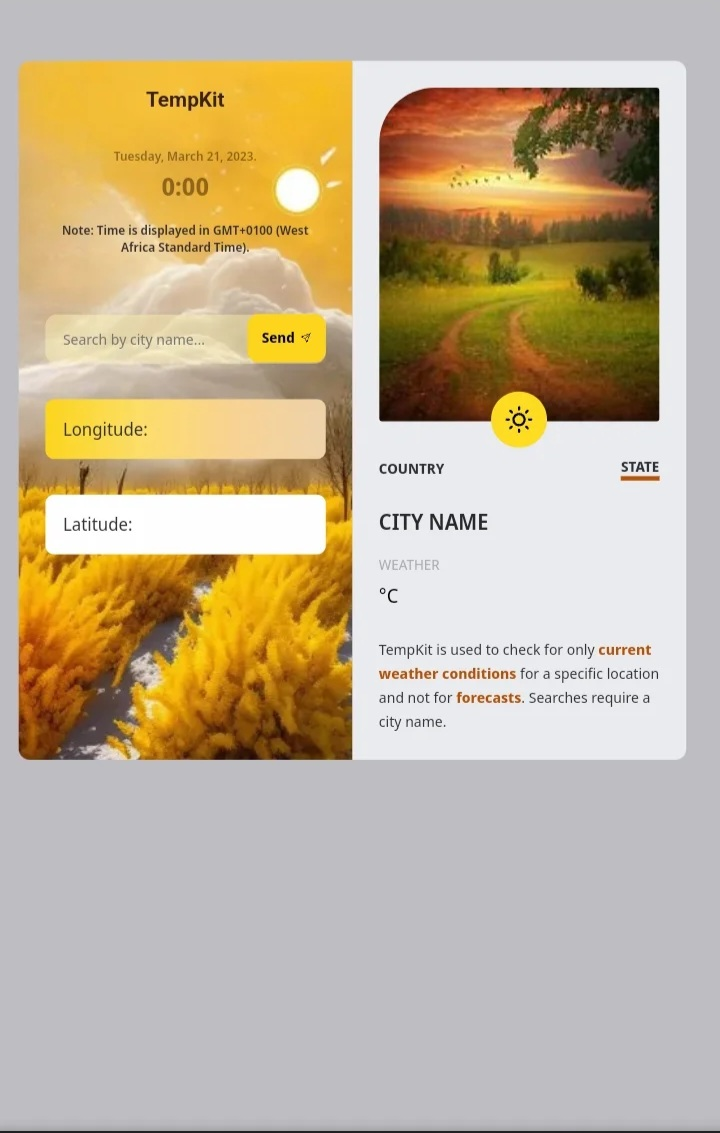 TempKit
Tuesday, March 21, 2023.
0:00
Note: Time is displayed in GMT+0100 (West
Africa Standard Time).
Search by city name...
Send
Longitude:
Latitude:
COUNTRY
STATE
CITY NAME
WEATHER
°C
TempKit is used to check for only current
weather conditions for a specific location
and not for forecasts. Searches require a
city name.